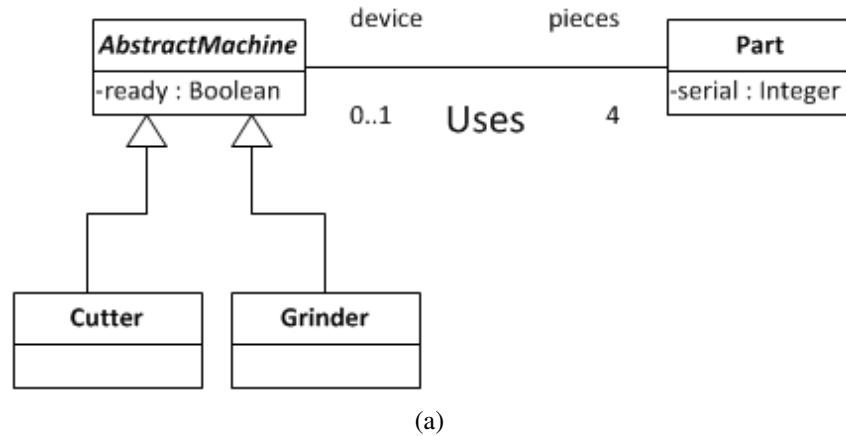 AbstractMachine
-ready : Boolean
device
pieces
0..1
Uses
4
Part
-serial : Integer
Cutter
Grinder
(a)